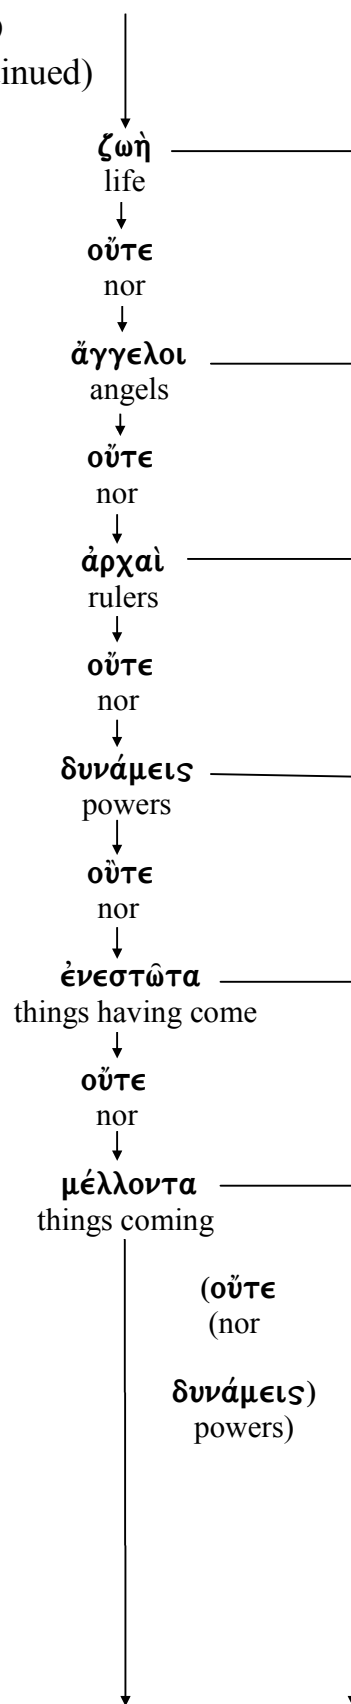 )
inued)
ζωὴ
life
οὔτε
nor
ἄγγελοι
angels
οὔτε
nor
ἀρχαὶ
rulers
οὔτε
nor
δυνάμεις
powers
οὒτε
nor
ἐνεστῶτα
things having come
οὔτε
nor
μέλλοντα
things coming
(οὔτε
(nor
δυνάμεις)
powers)